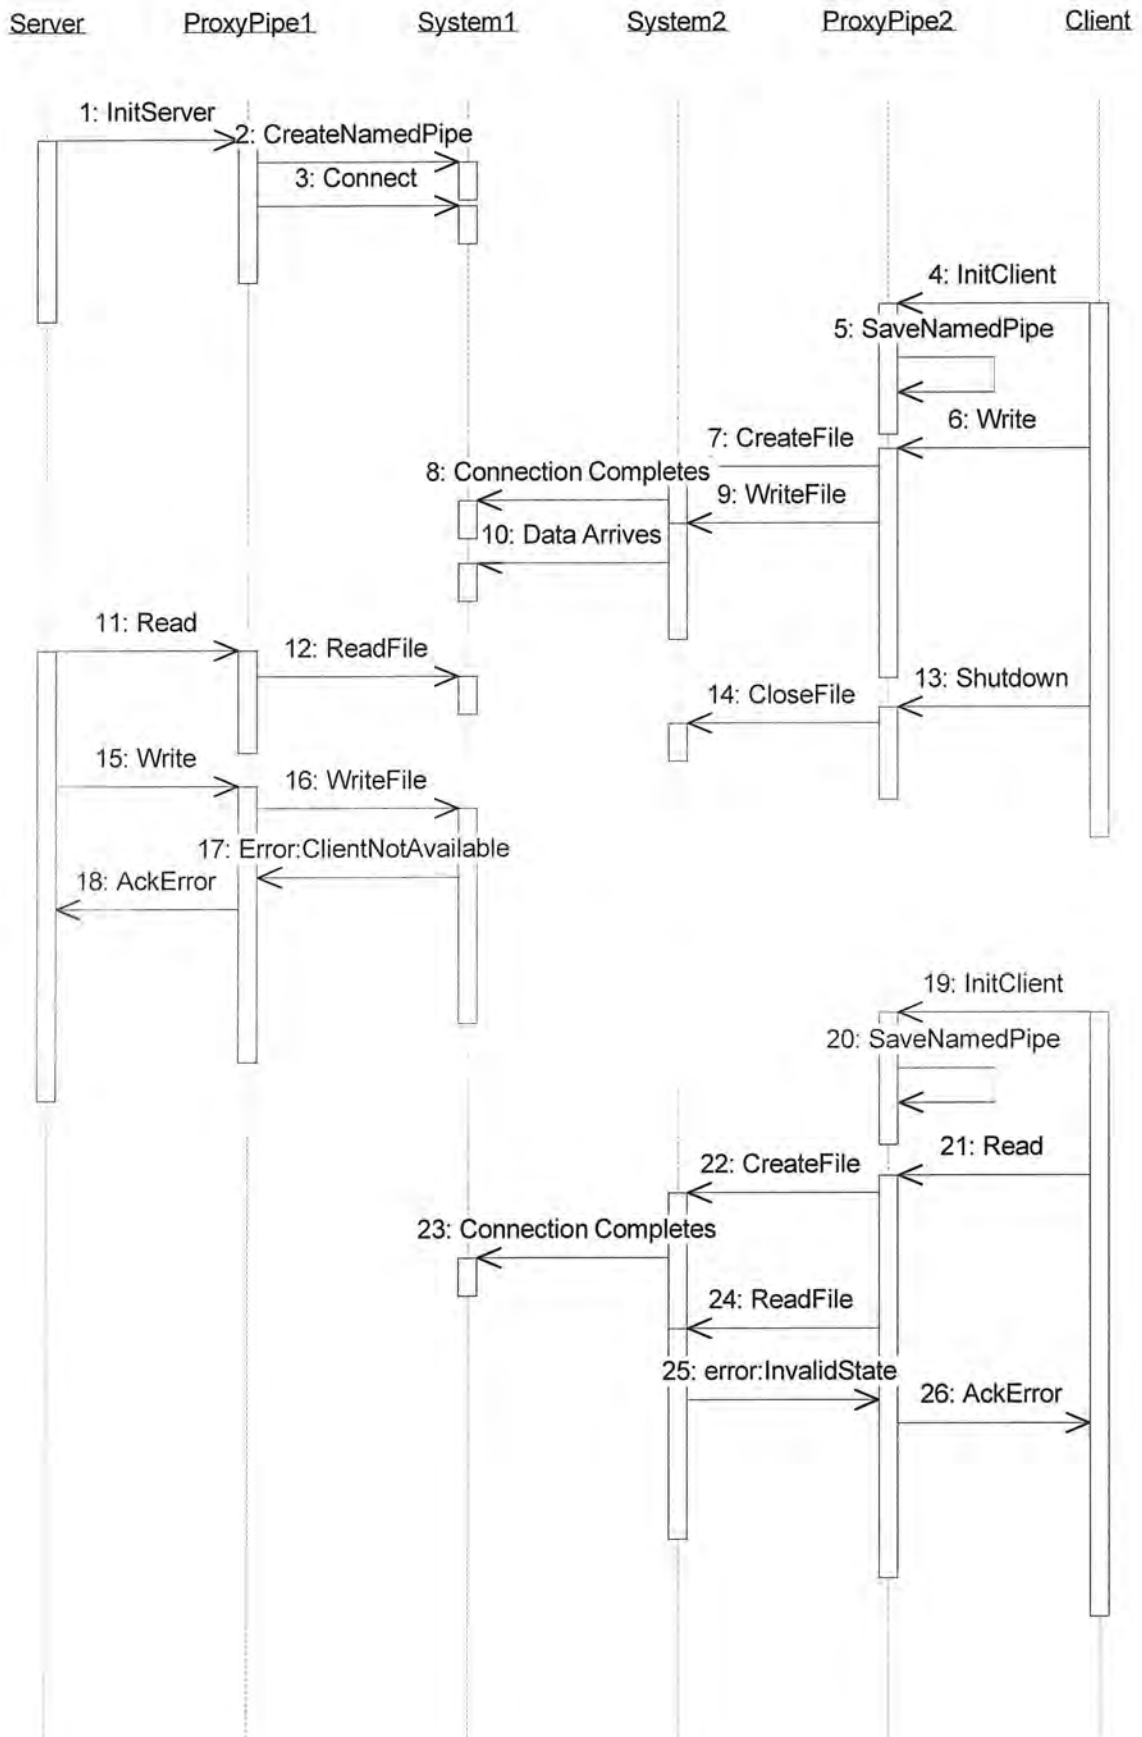 Server ProxyPipe1 System1 System2 ProxyPipe2 Client
1: InitServer
2: CreateNamedPipe
3: Connect
4: InitClient
5: SaveNamedPipe
6: Write
7: CreateFile
8: Connection Completes
9: WriteFile
10: Data Arrives
11: Read
12: ReadFile
13: Shutdown
14: CloseFile
15: Write
16: WriteFile
17: Error:ClientNotAvailable
18: AckError
19: InitClient
20: SaveNamedPipe
21: Read
22: CreateFile
23: Connection Completes
24: ReadFile
25: error:InvalidState
26: AckError